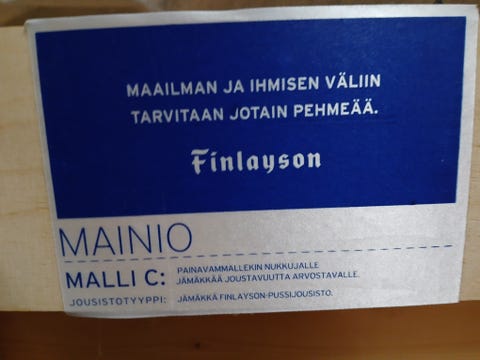 MAAILMAN JA IHMISEN VÄLIIN
TARVITAAN JOTAIN PEHMEÄÄ.
Finlayson
MAINIO
MALLI C: PAINAVAMMALLEKIN NUKKUJALLE
JÄMÄKKÄÄ JOUSTAVUUTTA ARVOSTAVALLE.
JOUSISTOTYYPPI: JÄMÄKKÄ FINLAYSON-PUSSIJOUSISTO.